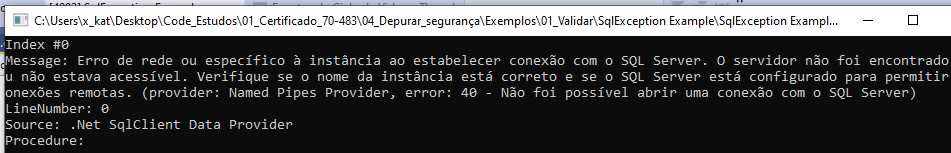 C:\Users\x_kat\Desktop\Code_Estudos\01_Certificado_70-483\04_Depurar_segurança\Exemplos\01_Validar\SqlException Example\SqlException Exampl...
Index #0
Message: Erro de rede ou específico à instância ao estabelecer conexão com o SQL Server. O servidor não foi encontrado
u não estava acessível. Verifique se o nome da instância está correto e se o SQL Server está configurado para permitir
onexões remotas. (provider: Named Pipes Provider, error: 40 - Não foi possível abrir uma conexão com o SQL Server)
LineNumber: 0
Source: .Net SqlClient Data Provider
Procedure: